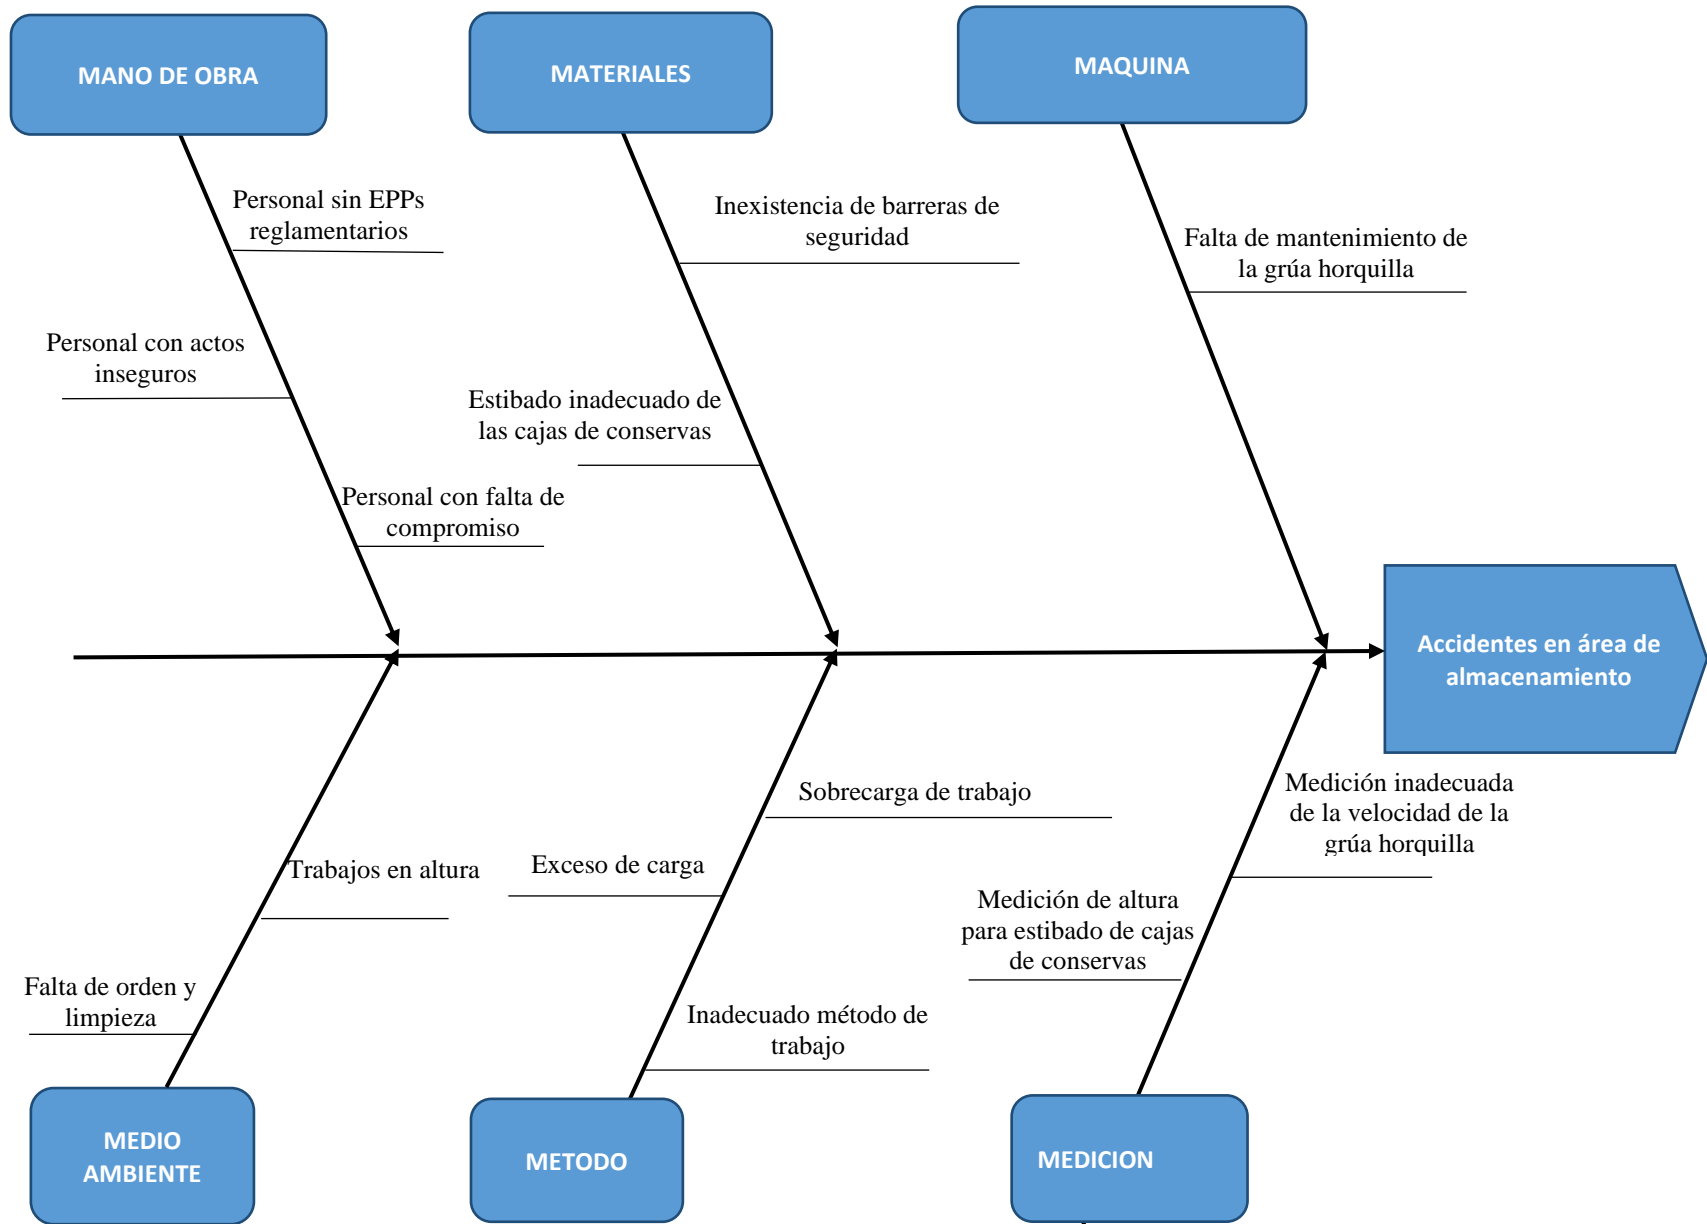 MANO DE OBRA
MATERIALES
MAQUINA
Personal sin EPPs
reglamentarios
Inexistencia de barreras de
seguridad
Falta de mantenimiento de
la grúa horquilla
Personal con actos
inseguros
Estibado inadecuado de
las cajas de conservas
Personal con falta de
compromiso
Accidentes en área de
almacenamiento
Sobrecarga de trabajo
Medición inadecuada
de la velocidad de la
grúa horquilla
Trabajos en altura
Exceso de carga
Medición de altura
para estibado de cajas
de conservas
Falta de orden y
limpieza
Inadecuado método de
trabajo
MEDIO
AMBIENTE
METODO
MEDICION